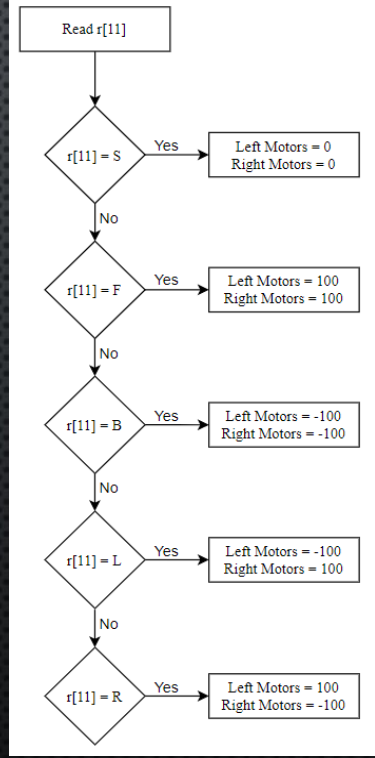 Read r[11]
r[11] = S
Yes
Left Motors = 0
Right Motors = 0
No
r[11] = F
Yes
Left Motors = 100
Right Motors = 100
No
r[11] = B
Yes
Left Motors = -100
Right Motors = -100
No
r[11] = L
Yes
Left Motors = -100
Right Motors = 100
No
r[11] = R
Yes
Left Motors = 100
Right Motors = -100